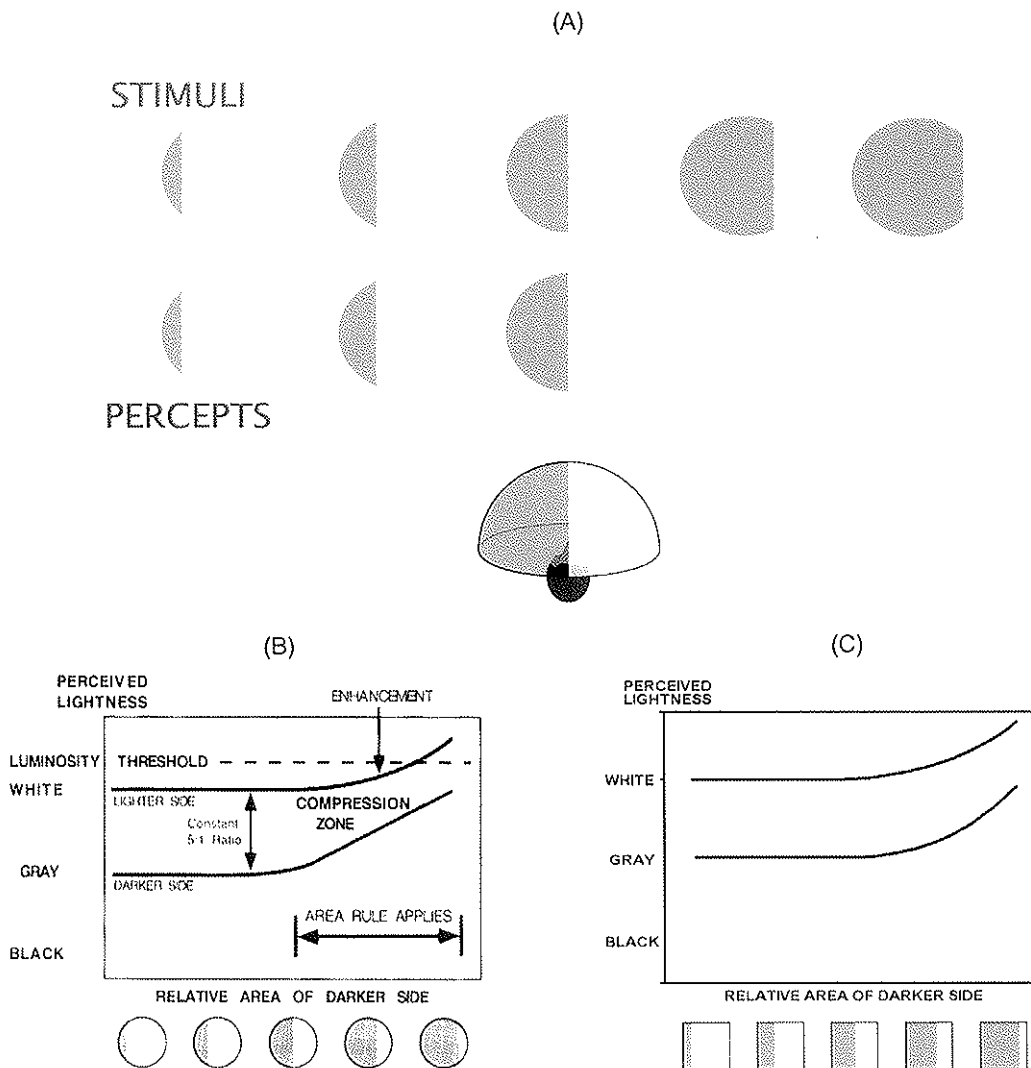 (A)
STIMULI
PERCEPTS
(B)
PERCEIVED
LIGHTNESS
ENHANCEMENT
LUMINOSITY THRESHOLD
WHITE
LIGHTER SIDE
COMPRESSION
ZONE
Constant
5:1 Ratio
GRAY
DARKER SIDE
AREA RULE APPLIES
BLACK
RELATIVE AREA OF DARKER SIDE
(C)
PERCEIVED
LIGHTNESS
WHITE
GRAY
BLACK
RELATIVE AREA OF DARKER SIDE